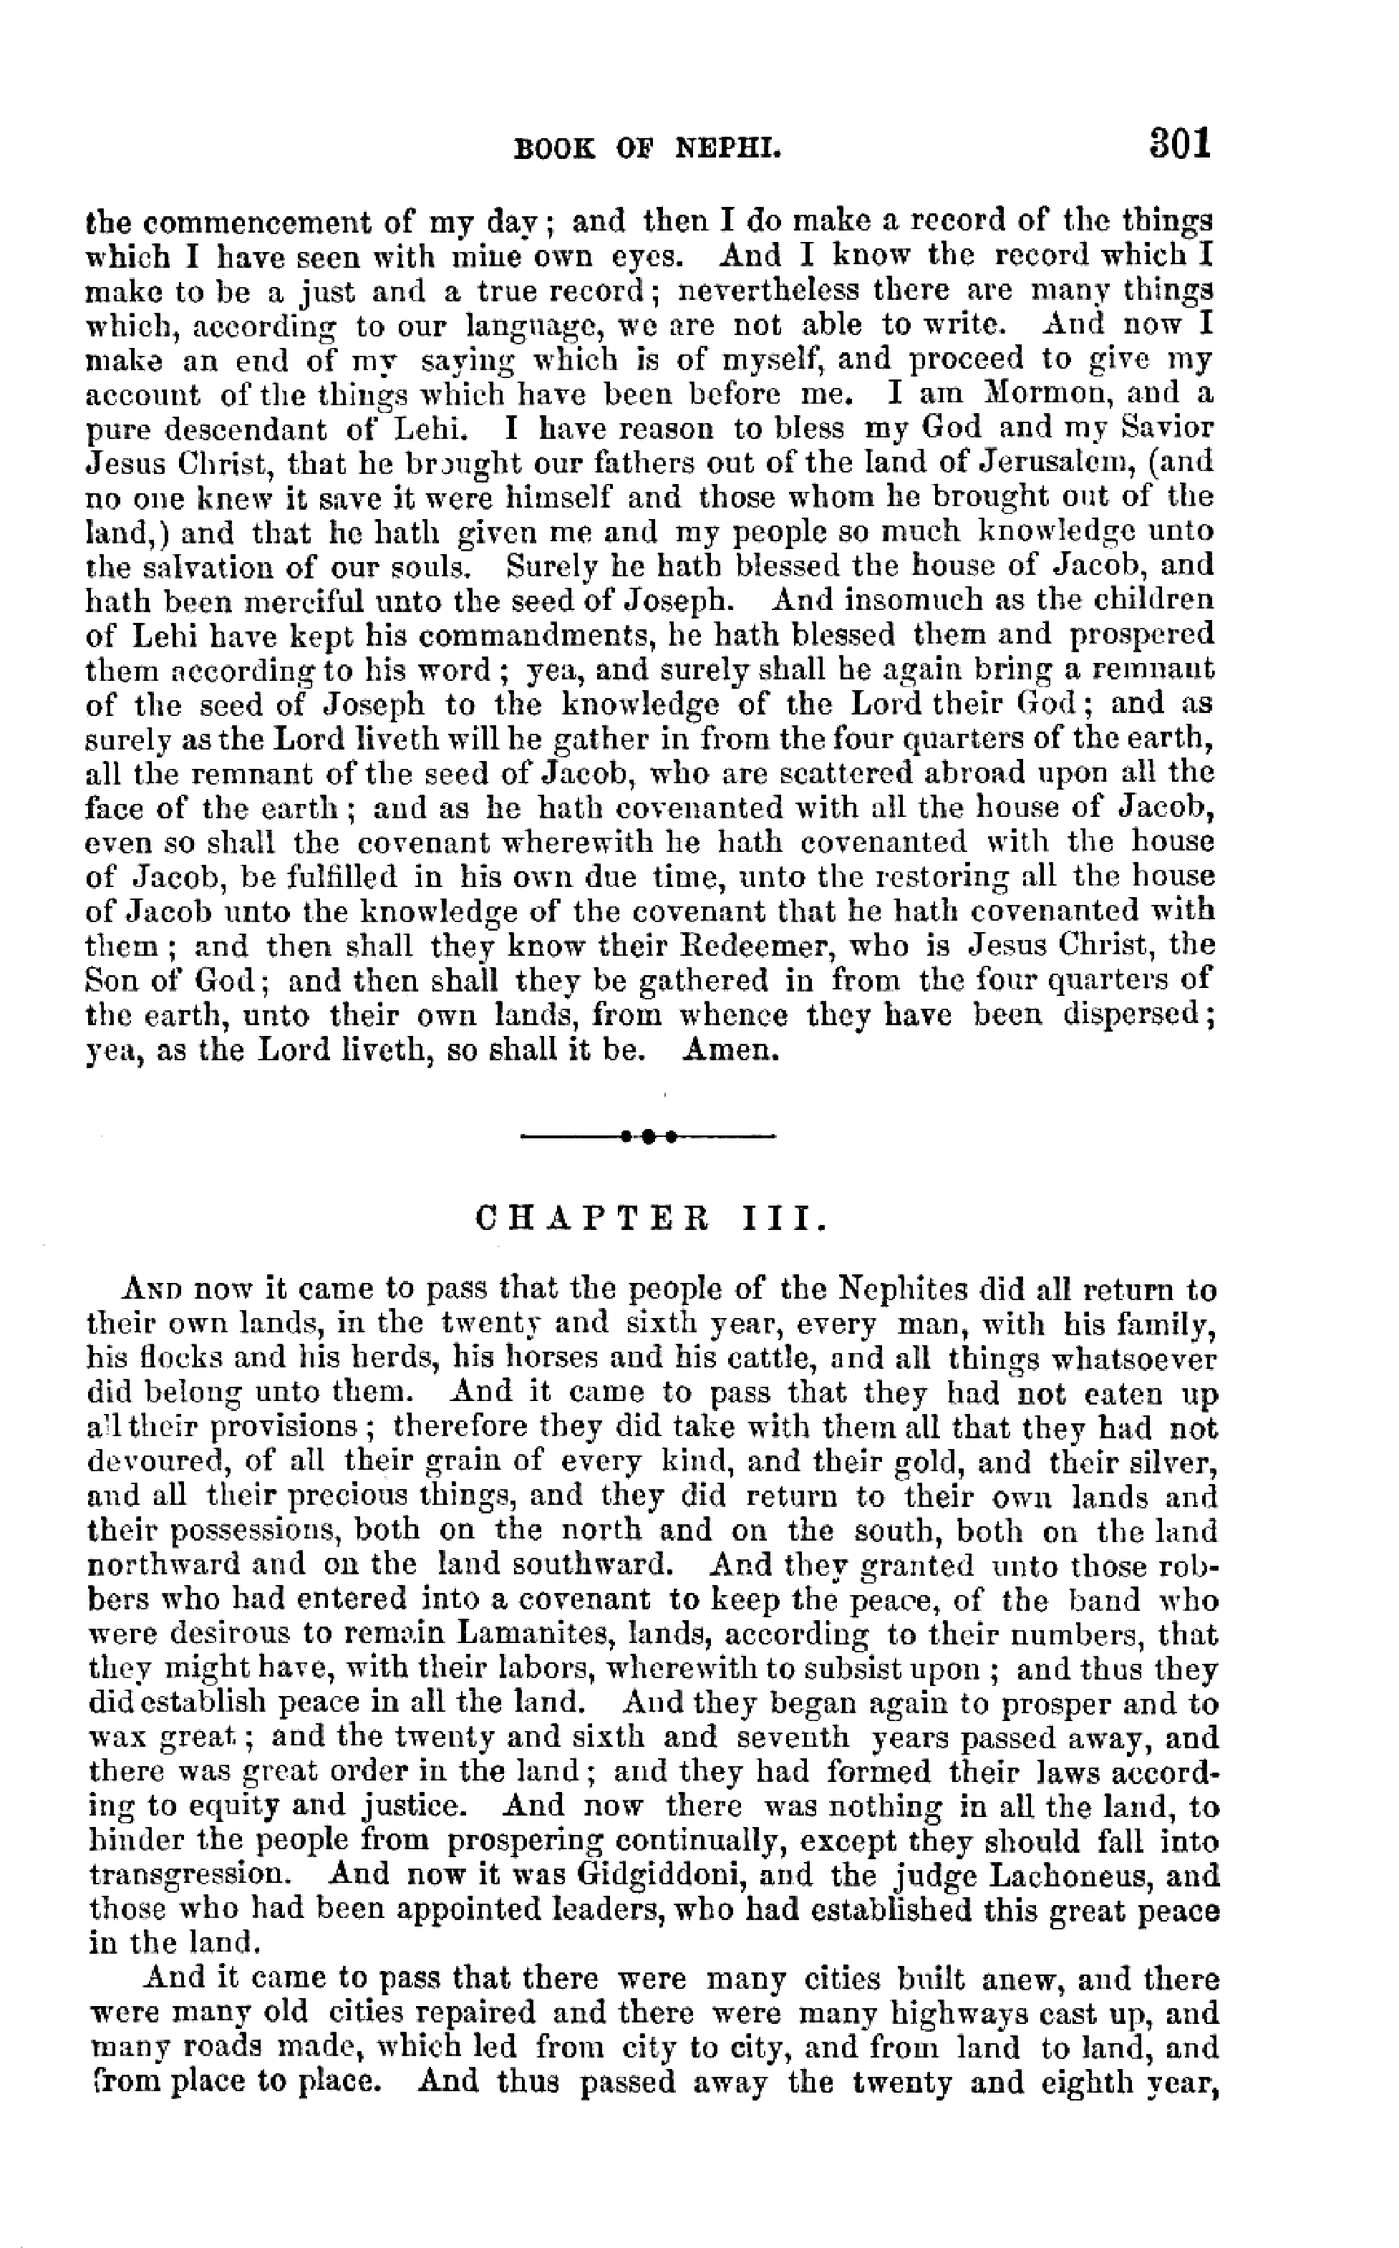 BOOK OF NEPHI. 301
the commencement of my day; and then I do make a record of the things
which I have seen with mine own eyes. And I know the record which I
make to be a just and a true record; nevertheless there are many things
which, according to our language, we are not able to write. And now I
make an end of my saying which is of myself, and proceed to give my
account of the things which have been before me. I am Mormon, and a
pure descendant of Lehi. I have reason to bless my God and my Savior
Jesus Christ, that he brought our fathers out of the land of Jerusalem, (and
no one knew it save it were himself and those whom he brought out of the
land,) and that he hath given me and my people so much knowledge unto
the salvation of our souls. Surely he hath blessed the house of Jacob, and
hath been merciful unto the seed of Joseph. And insomuch as the children
of Lehi have kept his commandments, he hath blessed them and prospered
them according to his word; yea, and surely shall he again bring a remnant
of the seed of Joseph to the knowledge of the Lord their God; and as
surely as the Lord liveth will he gather in from the four quarters of the earth,
all the remnant of the seed of Jacob, who are scattered abroad upon all the
face of the earth; and as he hath covenanted with all the house of Jacob,
even so shall the covenant wherewith he hath covenanted with the house
of Jacob, be fulfilled in his own due time, unto the restoring all the house
of Jacob unto the knowledge of the covenant that he hath covenanted with
them; and then shall they know their Redeemer, who is Jesus Christ, the
Son of God; and then shall they be gathered in from the four quarters of
the earth, unto their own lands, from whence they have been dispersed;
yea, as the Lord liveth, so shall it be. Amen.
CHAPTER III.
AND now it came to pass that the people of the Nephites did all return to
their own lands, in the twenty and sixth year, every man, with his family,
his flocks and his herds, his horses and his cattle, and all things whatsoever
did belong unto them. And it came to pass that they had not eaten up
all their provisions; therefore they did take with them all that they had not
devoured, of all their grain of every kind, and their gold, and their silver,
and all their precious things, and they did return to their own lands and
their possessions, both on the north and on the south, both on the land
northward and on the land southward. And they granted unto those rob-
bers who had entered into a covenant to keep the peace, of the band who
were desirous to remain Lamanites, lands, according to their numbers, that
they might have, with their labors, wherewith to subsist upon; and thus they
did establish peace in all the land. And they began again to prosper and to
wax great; and the twenty and sixth and seventh years passed away, and
there was great order in the land; and they had formed their laws accord-
ing to equity and justice. And now there was nothing in all the land, to
hinder the people from prospering continually, except they should fall into
transgression. And now it was Gidgiddoni, and the judge Lachoneus, and
those who had been appointed leaders, who had established this great peace
in the land.
And it came to pass that there were many cities built anew, and there
were many old cities repaired and there were many highways cast up, and
many roads made, which led from city to city, and from land to land, and
from place to place. And thus passed away the twenty and eighth year,